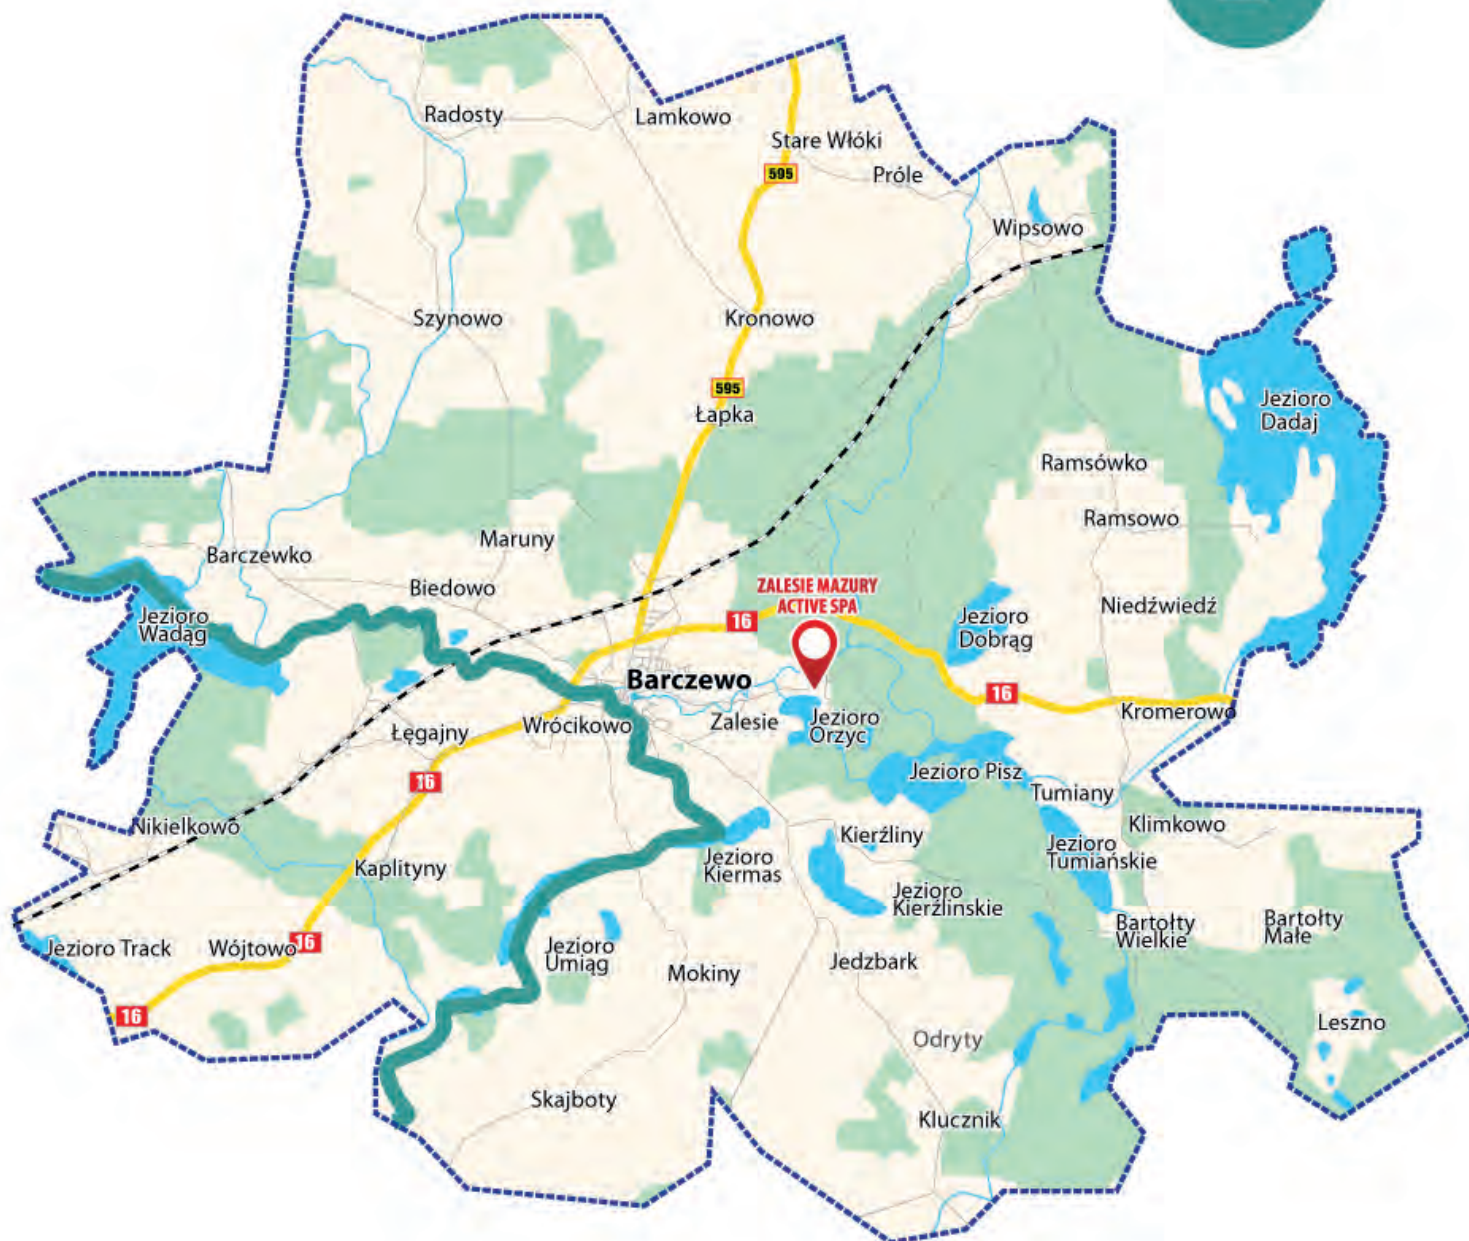 Radosty
Lamkowo
Stare Włóki
595
Próle
Wipsowo
Szynowo
Kronowo
595
Łapka
Jezioro
Dadaj
Ramsówko
Ramsowo
Maruny
Barczewko
Biedowo
ZALESIE MAZURY
ACTIVE SPA
Jezioro
Wadąg
16
Jezioro
Dobrąg
Niedźwiedź
Barczewo
16
Kromerowo
Łęgajny
Wrócikowo
Zalesie
Jezioro
Orzyc
16
Jezioro Pisz
Tumiany
Nikielkowo
Kierźliny
Klimkowo
Jezioro
Tumiańskie
Kaplityny
Jezioro
Kiermas
Jezioro
Kierźlinskie
Jezioro Track
Wójtowo
16
Jezioro
Umiąg
Mokiny
Jedzbark
Bartołty
Wielkie
Bartołty
Małe
16
Leszno
Odryty
Skajboty
Klucznik